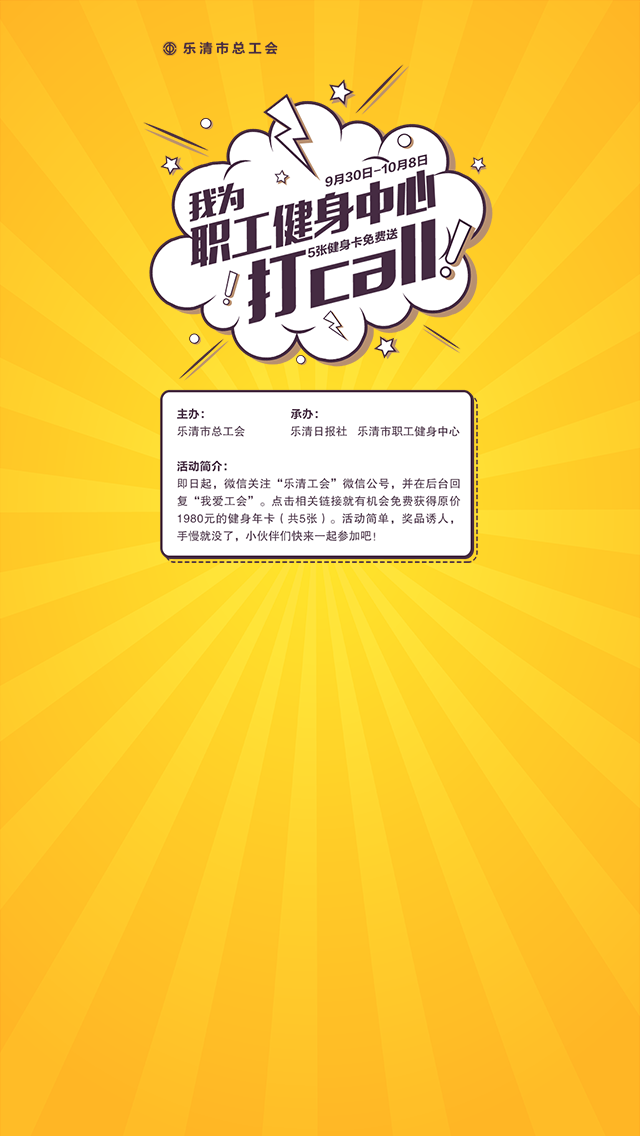 乐清市总工会
9月30日-10月8日
我为
职工健身中心
5张健身卡免费送
打call!
主办： 承办：
乐清市总工会 乐清日报社 乐清市职工健身中心
活动简介：
即日起，微信关注“乐清工会”微信公号，并在后台回
复“我爱工会”。点击相关链接就有机会免费获得原价
1980元的健身年卡（共5张）。活动简单，奖品诱人，
手慢就没了，小伙伴们快来一起参加吧！